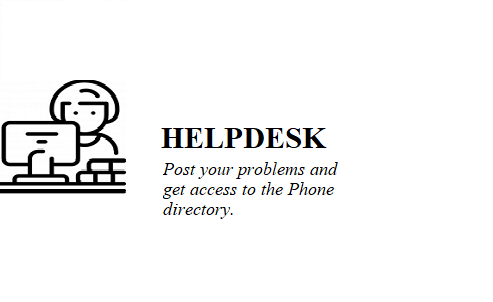 HELPDESK
Post your problems and
get access to the Phone
directory.